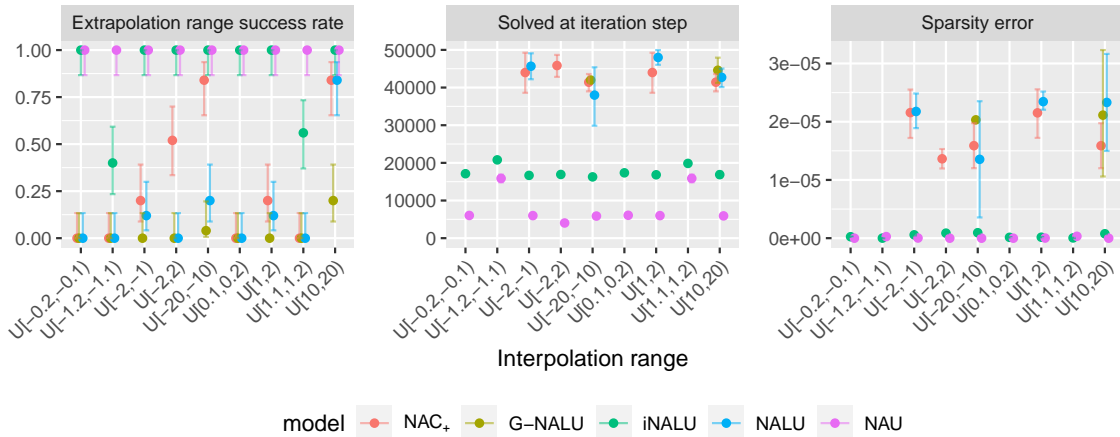 Extrapolation range success rate
Solved at iteration step
Sparsity error
1.00
0.75
0.50
0.25
0.00
50000
40000
30000
20000
10000
0
3e−05
2e−05
1e−05
0e+00
U[−0.2,−0.1)
U[−1.2,−1.1)
U[−2,−1)
U[−2,2)
U[−20,−10)
U[0.1,0.2)
U[1,2)
U[1.1,1.2)
U[10,20)
U[−0.2,−0.1)
U[−1.2,−1.1)
U[−2,−1)
U[−2,2)
U[−20,−10)
U[0.1,0.2)
U[1,2)
U[1.1,1.2)
U[10,20)
U[−0.2,−0.1)
U[−1.2,−1.1)
U[−2,−1)
U[−2,2)
U[−20,−10)
U[0.1,0.2)
U[1,2)
U[1.1,1.2)
U[10,20)
Interpolation range
model NAC₊ G−NALU iNALU NALU NAU